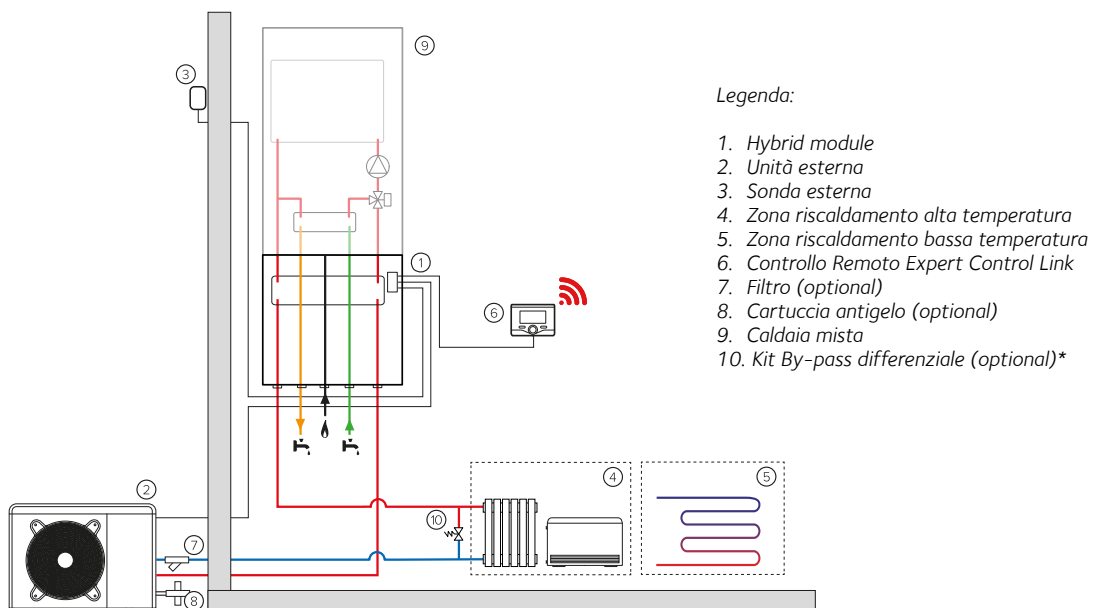 9
3
1
6
2
7
8
10
4
5
Legenda:
1. Hybrid module
2. Unità esterna
3. Sonda esterna
4. Zona riscaldamento alta temperatura
5. Zona riscaldamento bassa temperatura
6. Controllo Remoto Expert Control Link
7. Filtro (optional)
8. Cartuccia antigelo (optional)
9. Caldaia mista
10. Kit By-pass differenziale (optional)*